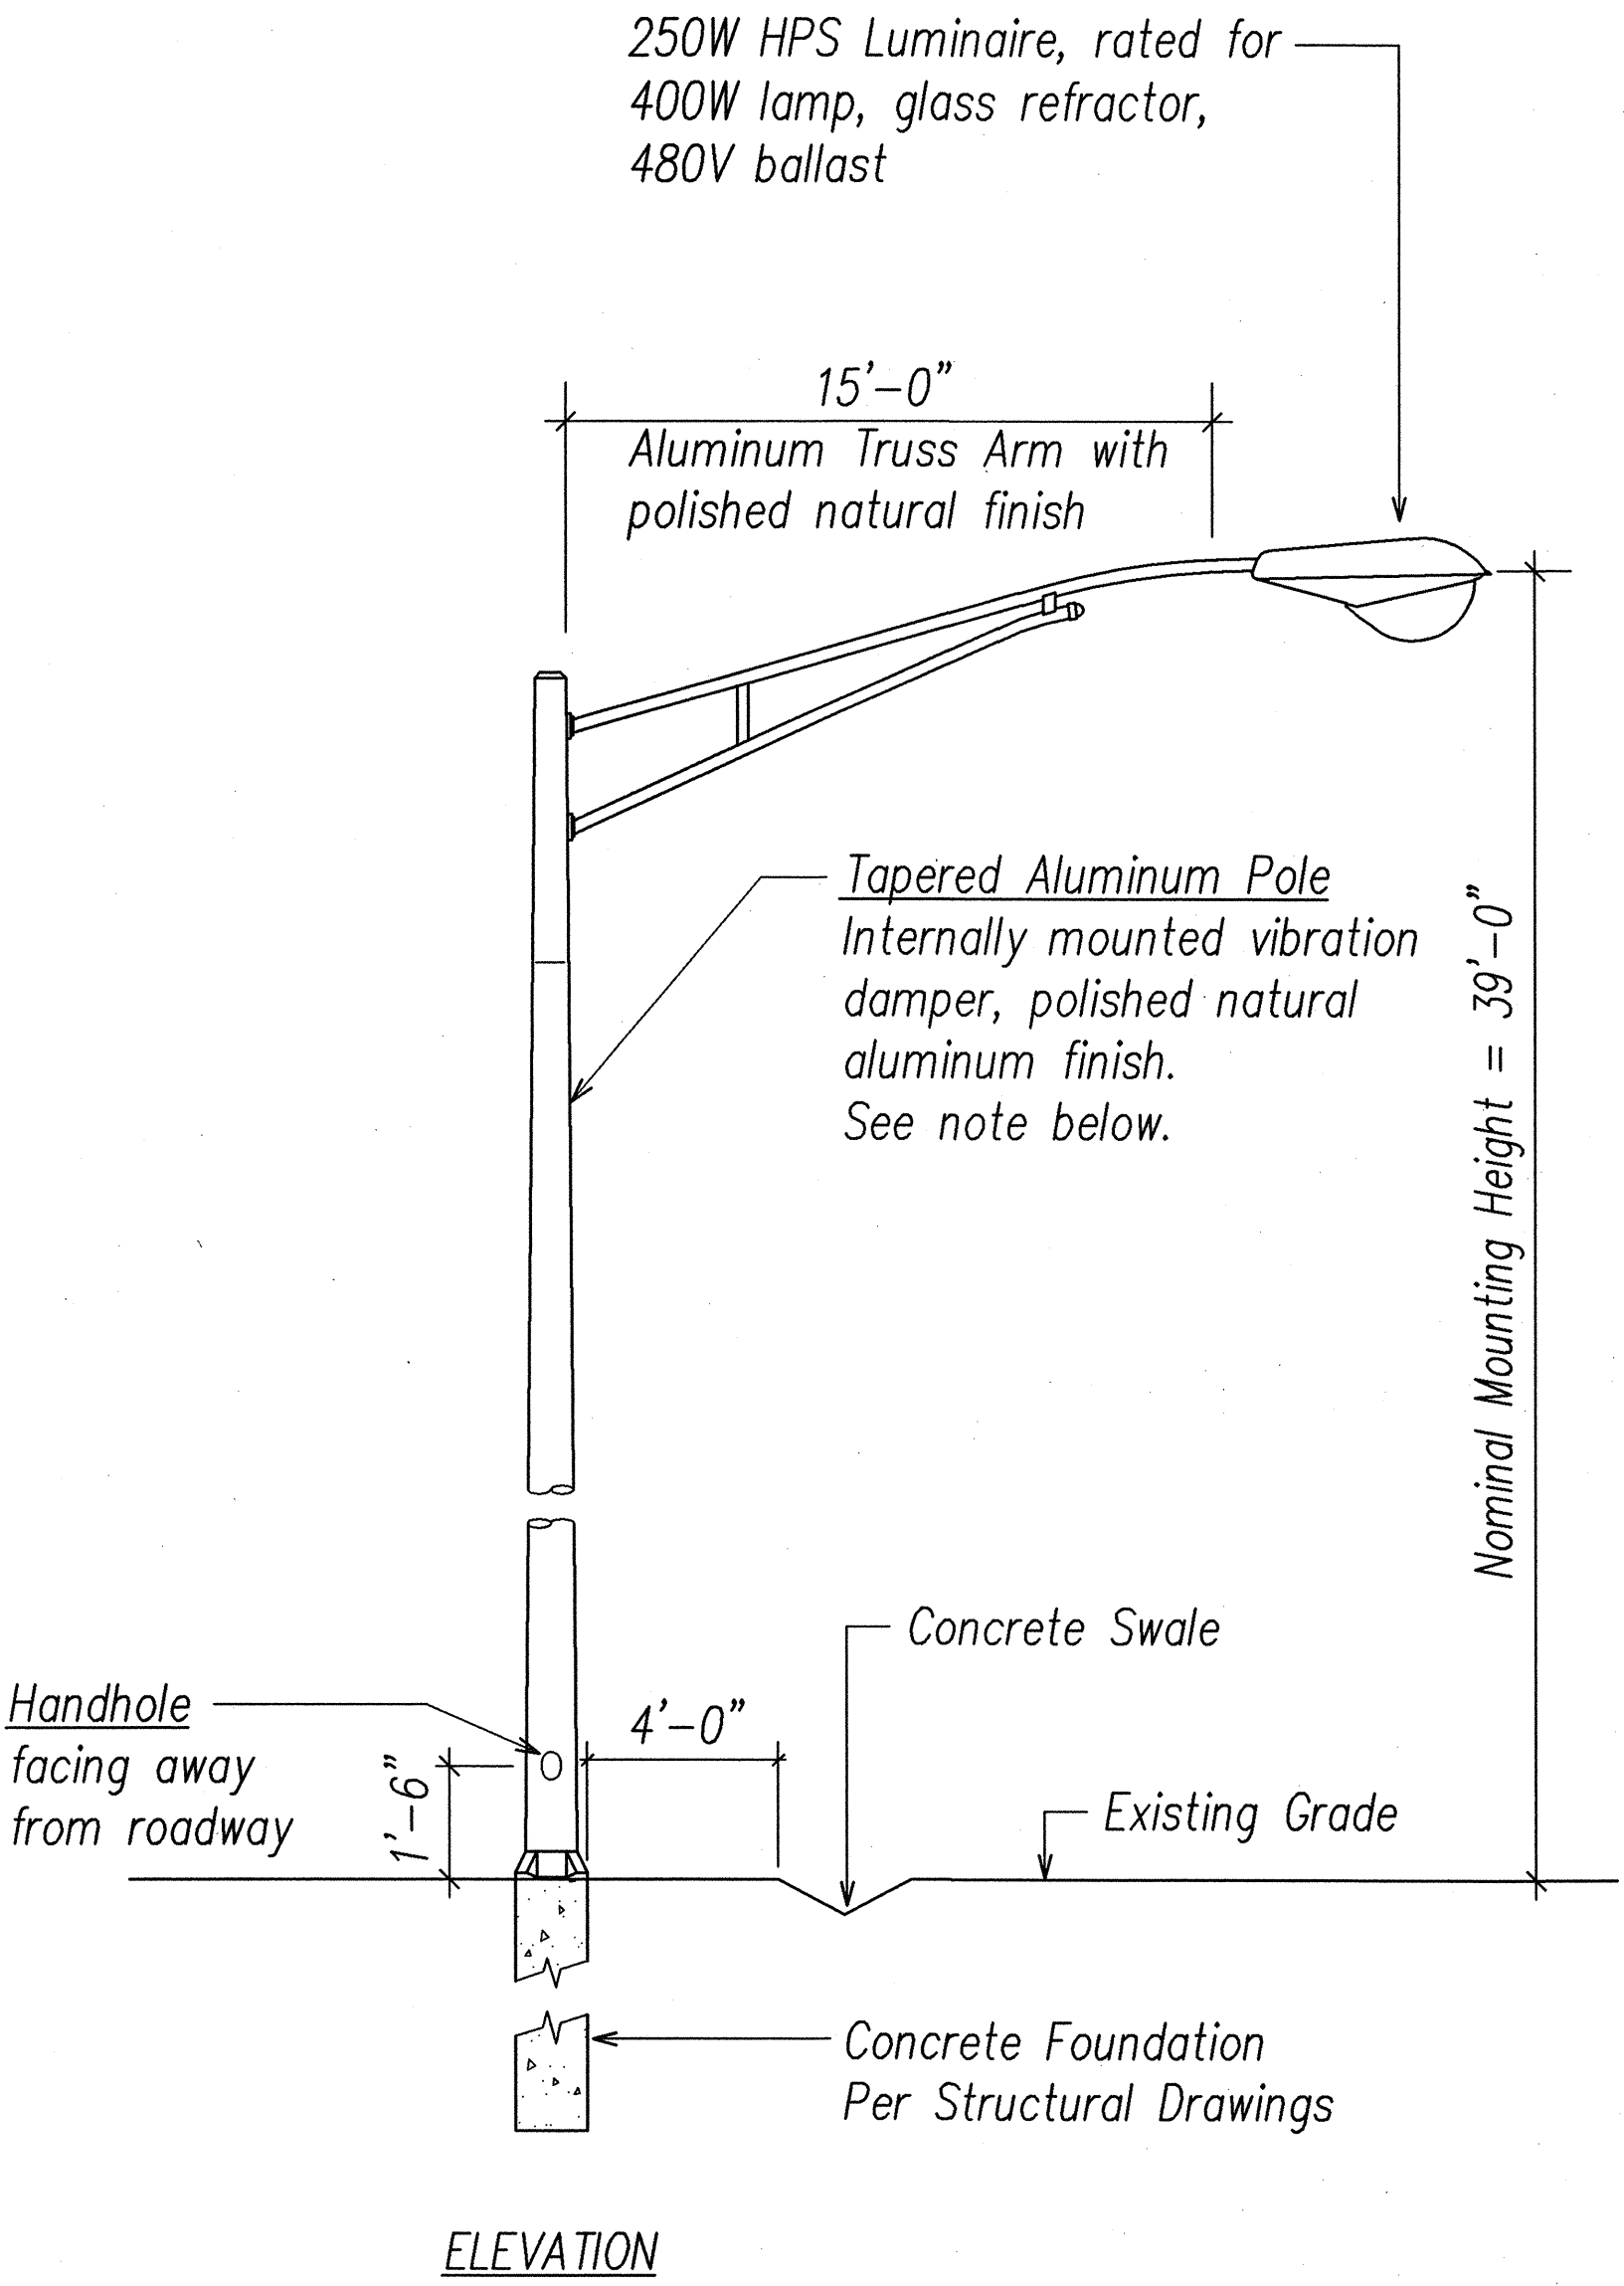 250W HPS Luminaire, rated for
400W lamp, glass refractor,
480V ballast
15'-0"
Aluminum Truss Arm with
polished natural finish
Tapered Aluminum Pole
Internally mounted vibration
damper, polished natural
aluminum finish.
See note below.
Nominal Mounting Height = 39'-0"
Concrete Swale
Handhole
facing away
from roadway
4'-0"
1'-6"
Existing Grade
Concrete Foundation
Per Structural Drawings
ELEVATION